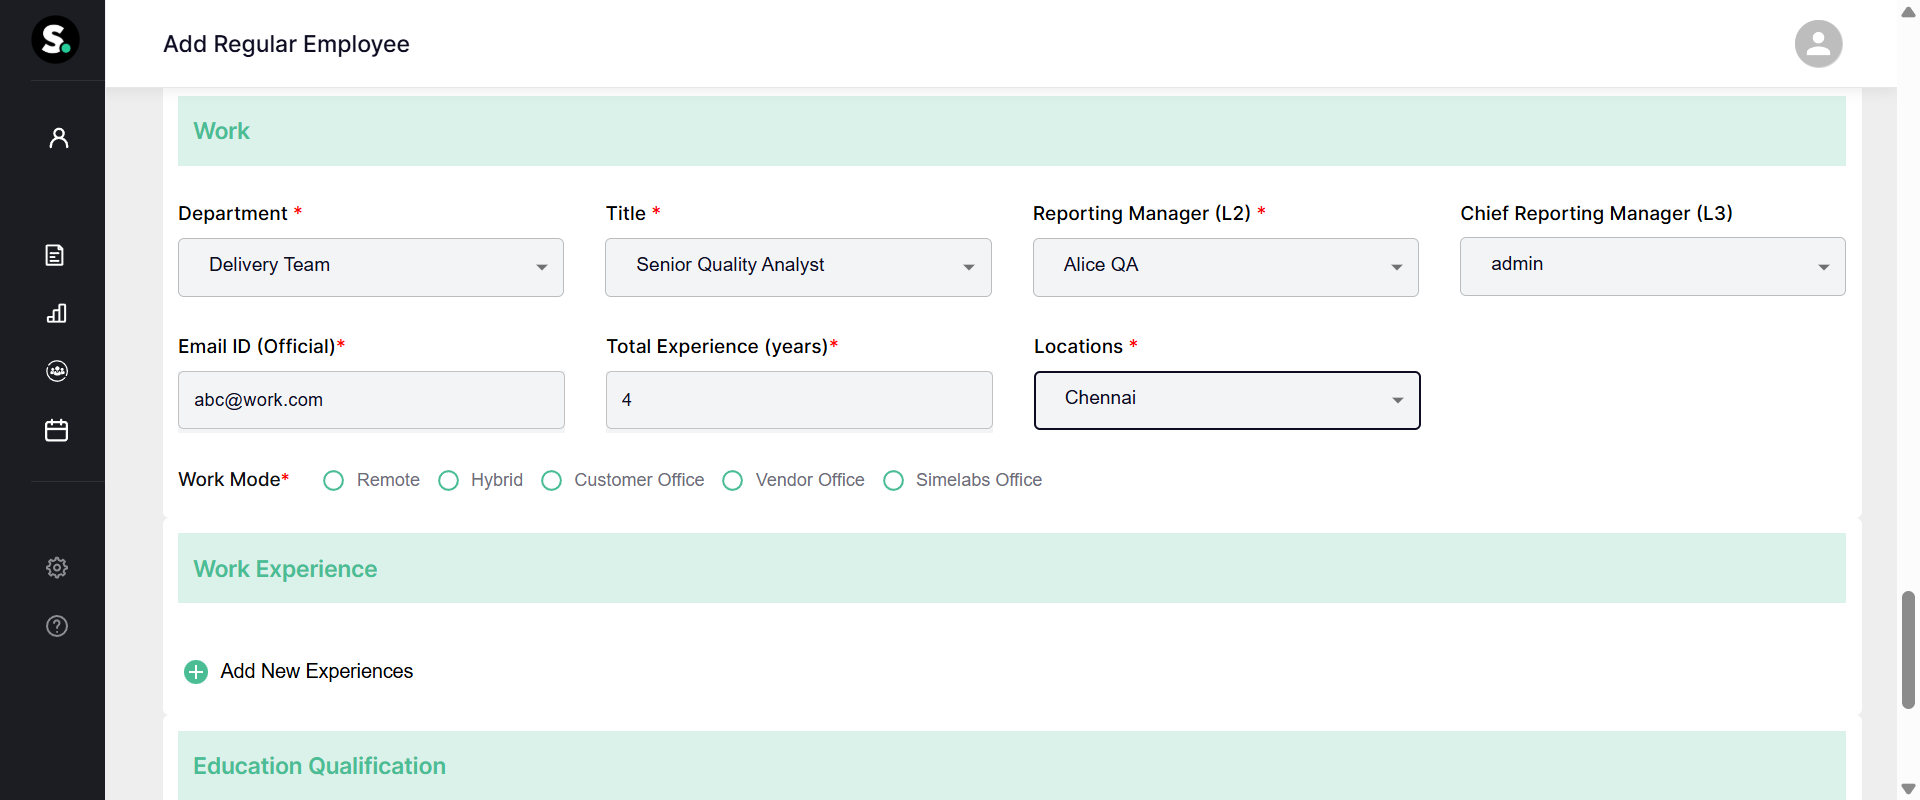 S.
Add Regular Employee
Work
Department * Title * Reporting Manager (L2) * Chief Reporting Manager (L3)
Delivery Team Senior Quality Analyst Alice QA admin
Email ID (Official)* Total Experience (years)* Locations *
abc@work.com 4 Chennai
Work Mode* Remote Hybrid Customer Office Vendor Office Simelabs Office
Work Experience
Add New Experiences
Education Qualification